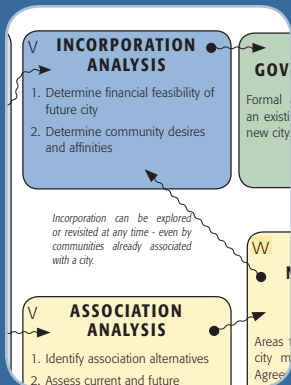 V
INCORPORATION
ANALYSIS
1. Determine financial feasibility of
future city
2. Determine community desires
and affinities
GOV
Formal
an existi
new city
Incorporation can be explored
or revisited at any time - even by
communities already associated
with a city.
V
ASSOCIATION
ANALYSIS
1. Identify association alternatives
2. Assess current and future
W
Areas
city m
Agree